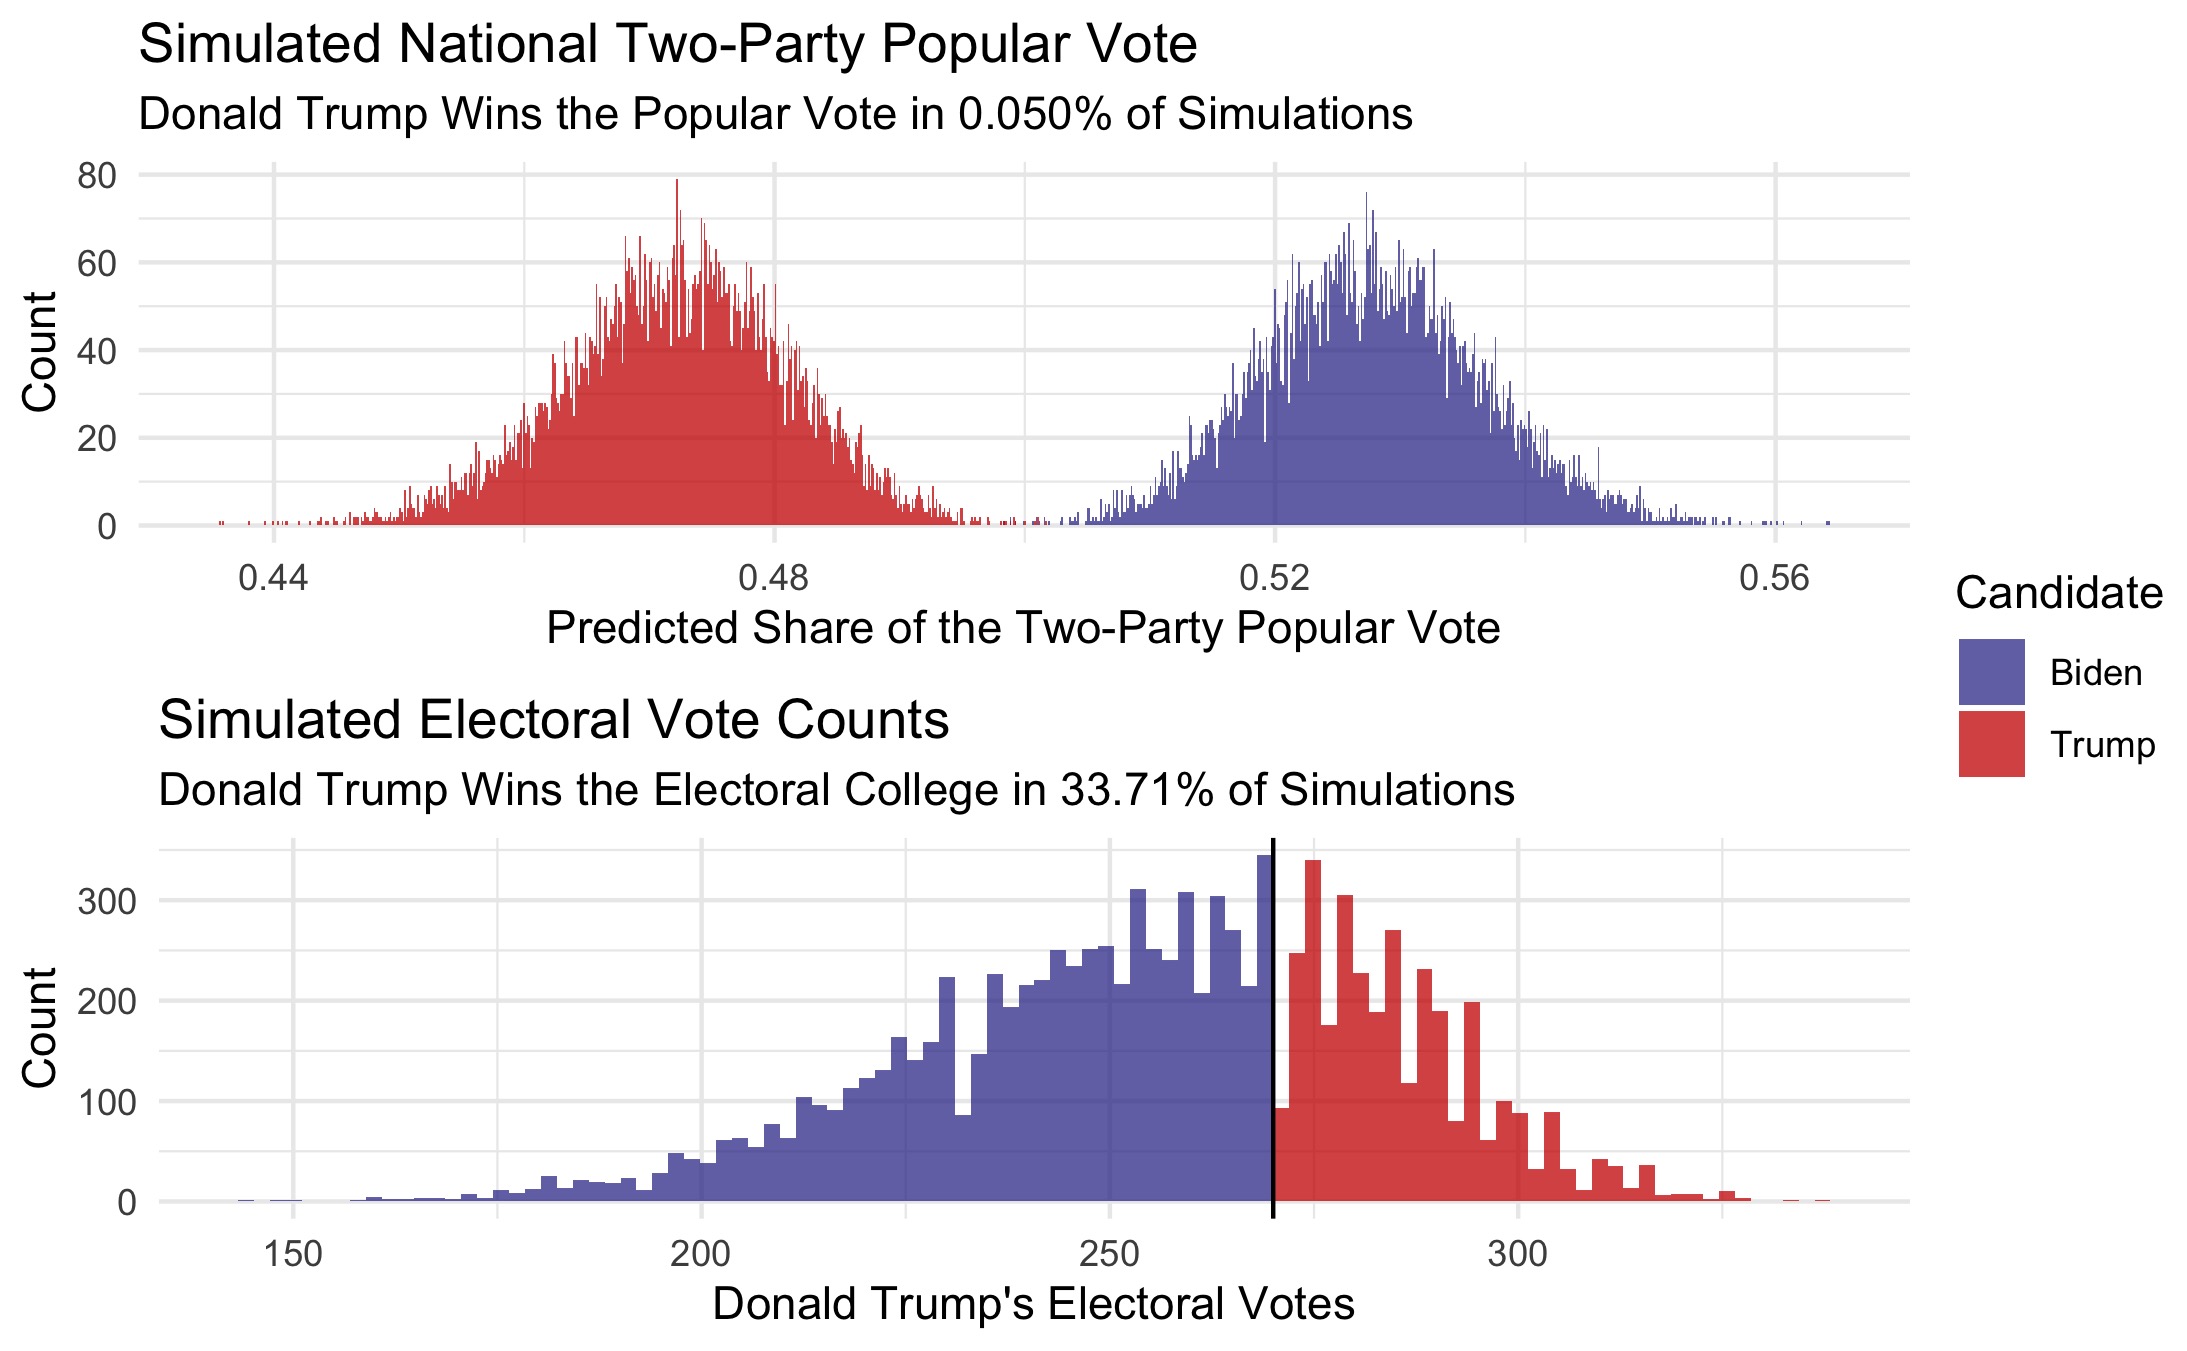 Simulated National Two-Party Popular Vote
Donald Trump Wins the Popular Vote in 0.050% of Simulations
80
60
40
20
0
Count
0.44 0.48 0.52 0.56
Predicted Share of the Two-Party Popular Vote
Candidate
Biden
Trump
Simulated Electoral Vote Counts
Donald Trump Wins the Electoral College in 33.71% of Simulations
300
200
100
0
Count
150 200 250 300
Donald Trump's Electoral Votes